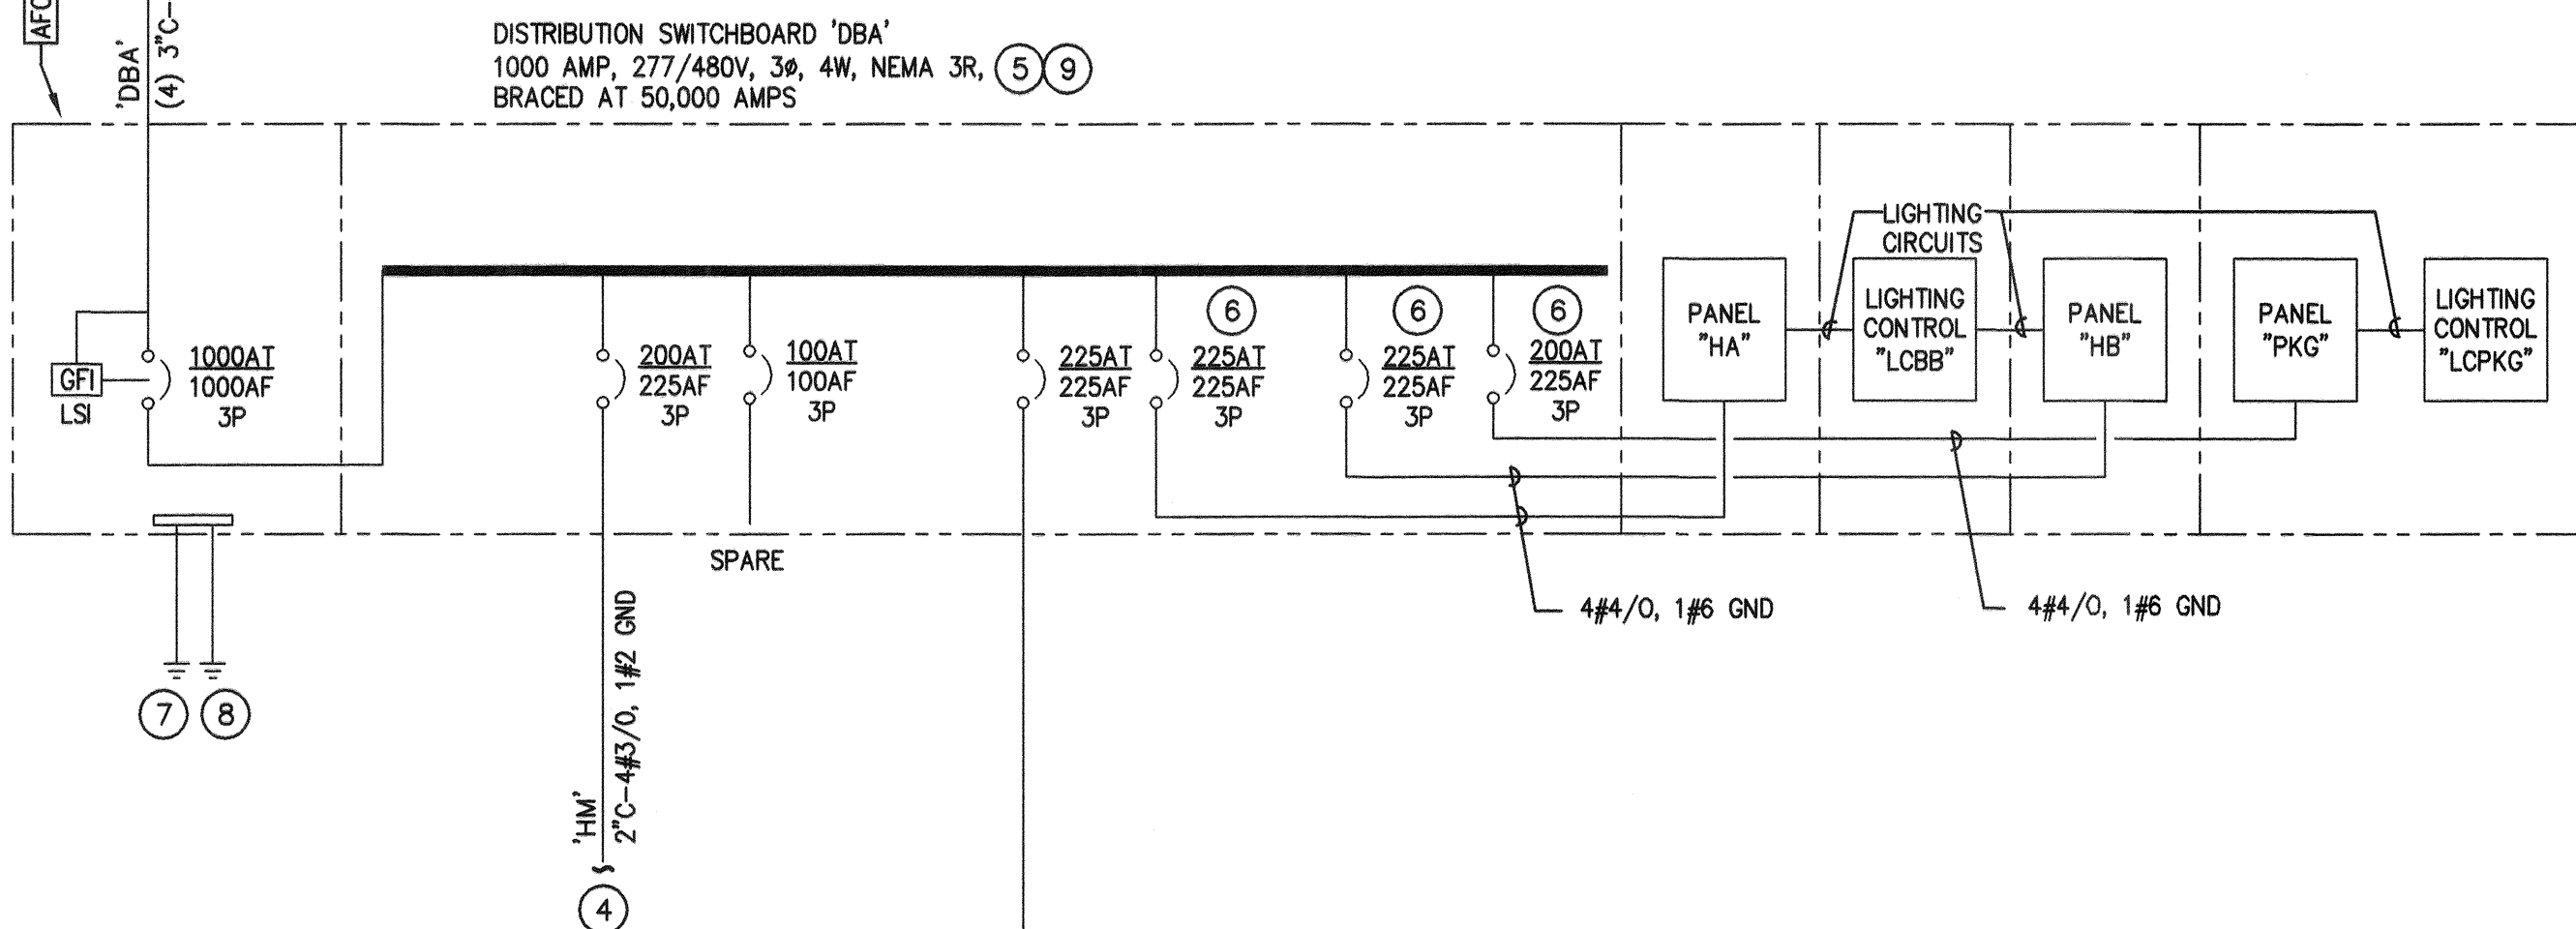 AFC
'DBA'
(4) 3"C-
DISTRIBUTION SWITCHBOARD 'DBA'
1000 AMP, 277/480V, 3ø, 4W, NEMA 3R, 5 9
BRACED AT 50,000 AMPS
GFI
LSI
1000AT
1000AF
3P
200AT
225AF
3P
100AT
100AF
3P
225AT
225AF
3P
6
225AT
225AF
3P
6
225AT
225AF
3P
6
200AT
225AF
3P
LIGHTING
CIRCUITS
PANEL
"HA"
LIGHTING
CONTROL
"LCBB"
PANEL
"HB"
PANEL
"PKG"
LIGHTING
CONTROL
"LCPKG"
SPARE
4#4/0, 1#6 GND
4#4/0, 1#6 GND
7 8
'HM'
2"C-4#3/0, 1#2 GND
4